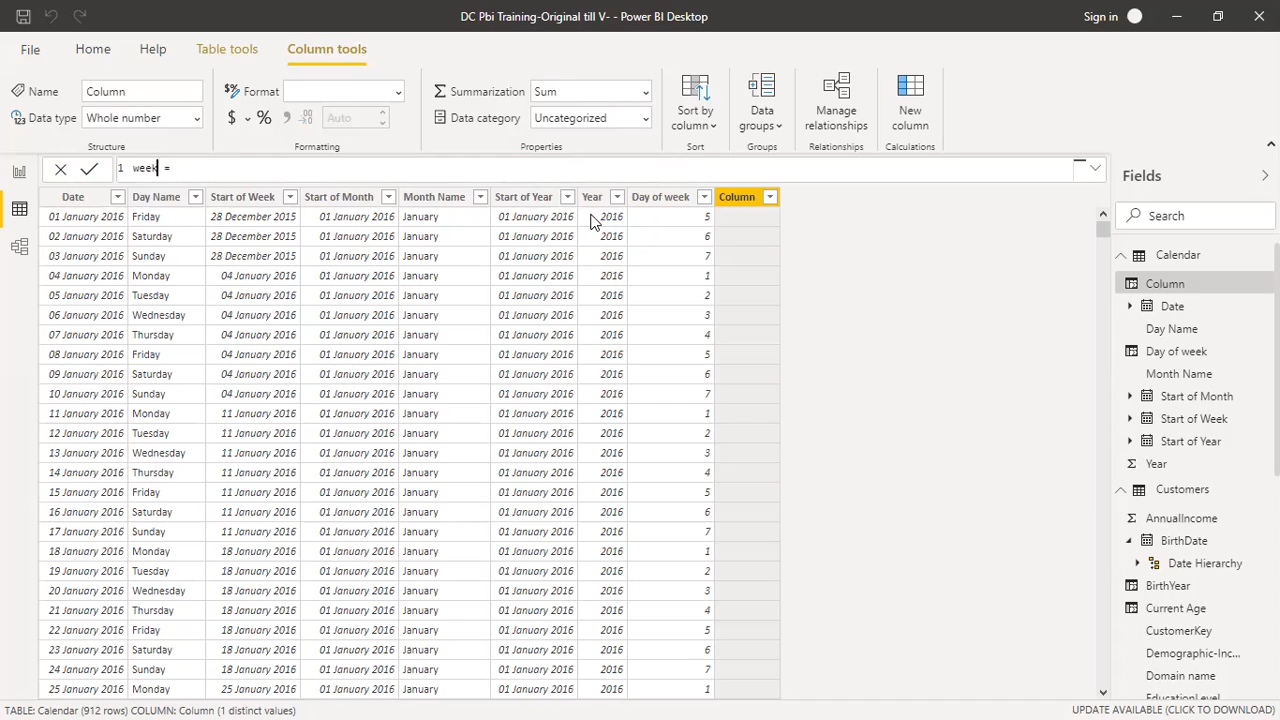 DC Pbi Training-Original till V- - Power BI Desktop
Sign in
File Home Help Table tools Column tools
Name Column
Data type Whole number
Structure
Format
$ % Auto
Formatting
Summarization Sum
Data category Uncategorized
Properties
Sort by column
Sort
Data groups
Groups
Manage relationships
Relationships
New column
Calculations
1 week =
Date Day Name Start of Week Start of Month Month Name Start of Year Year Day of week Column
01 January 2016 Friday 28 December 2015 01 January 2016 January 01 January 2016 2016 5
02 January 2016 Saturday 28 December 2015 01 January 2016 January 01 January 2016 2016 6
03 January 2016 Sunday 28 December 2015 01 January 2016 January 01 January 2016 2016 7
04 January 2016 Monday 04 January 2016 01 January 2016 January 01 January 2016 2016 1
05 January 2016 Tuesday 04 January 2016 01 January 2016 January 01 January 2016 2016 2
06 January 2016 Wednesday 04 January 2016 01 January 2016 January 01 January 2016 2016 3
07 January 2016 Thursday 04 January 2016 01 January 2016 January 01 January 2016 2016 4
08 January 2016 Friday 04 January 2016 01 January 2016 January 01 January 2016 2016 5
09 January 2016 Saturday 04 January 2016 01 January 2016 January 01 January 2016 2016 6
10 January 2016 Sunday 04 January 2016 01 January 2016 January 01 January 2016 2016 7
11 January 2016 Monday 11 January 2016 01 January 2016 January 01 January 2016 2016 1
12 January 2016 Tuesday 11 January 2016 01 January 2016 January 01 January 2016 2016 2
13 January 2016 Wednesday 11 January 2016 01 January 2016 January 01 January 2016 2016 3
14 January 2016 Thursday 11 January 2016 01 January 2016 January 01 January 2016 2016 4
15 January 2016 Friday 11 January 2016 01 January 2016 January 01 January 2016 2016 5
16 January 2016 Saturday 11 January 2016 01 January 2016 January 01 January 2016 2016 6
17 January 2016 Sunday 11 January 2016 01 January 2016 January 01 January 2016 2016 7
18 January 2016 Monday 18 January 2016 01 January 2016 January 01 January 2016 2016 1
19 January 2016 Tuesday 18 January 2016 01 January 2016 January 01 January 2016 2016 2
20 January 2016 Wednesday 18 January 2016 01 January 2016 January 01 January 2016 2016 3
21 January 2016 Thursday 18 January 2016 01 January 2016 January 01 January 2016 2016 4
22 January 2016 Friday 18 January 2016 01 January 2016 January 01 January 2016 2016 5
23 January 2016 Saturday 18 January 2016 01 January 2016 January 01 January 2016 2016 6
24 January 2016 Sunday 18 January 2016 01 January 2016 January 01 January 2016 2016 7
25 January 2016 Monday 25 January 2016 01 January 2016 January 01 January 2016 2016 1
Fields
Search
Calendar
Column
Date
Day Name
Day of week
Month Name
Start of Month
Start of Week
Start of Year
Year
Customers
AnnualIncome
BirthDate
Date Hierarchy
BirthYear
Current Age
CustomerKey
Demographic-Inc...
Domain name
EducationLevel
TABLE: Calendar (912 rows) COLUMN: Column (1 distinct values)
UPDATE AVAILABLE (CLICK TO DOWNLOAD)